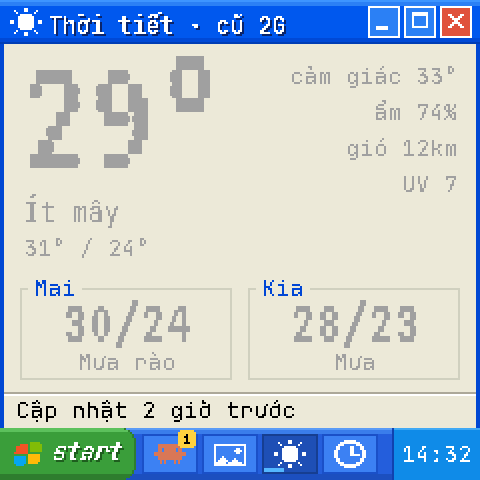 Thời tiết · cũ 2G
29°
cảm giác 33°
ẩm 74%
gió 12km
UV 7
Ít mây
31° / 24°
Mai
30/24
Mưa rào
Kia
28/23
Mưa
Cập nhật 2 giờ trước
start
1
14:32